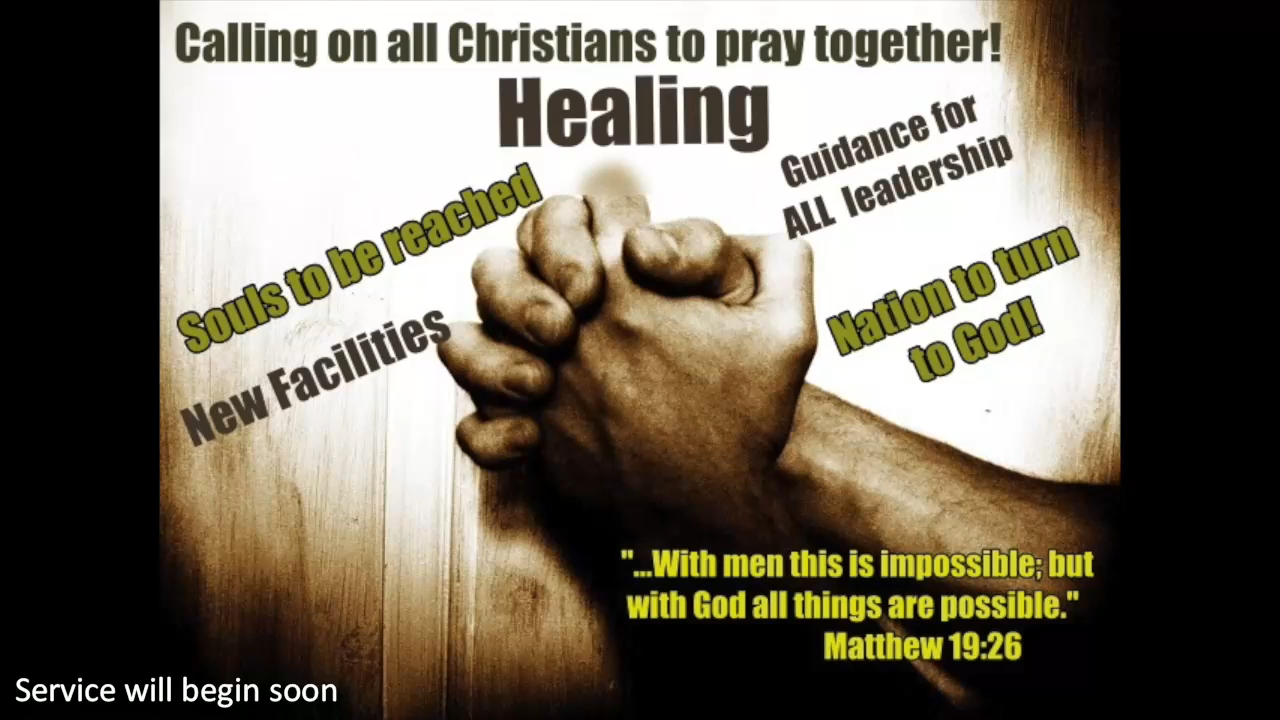 Calling on all Christians to pray together!
Healing
Guidance for
ALL leadership
Souls to be reached
New Facilities
Nation to turn
to God!
"...With men this is impossible; but
with God all things are possible."
Matthew 19:26
Service will begin soon